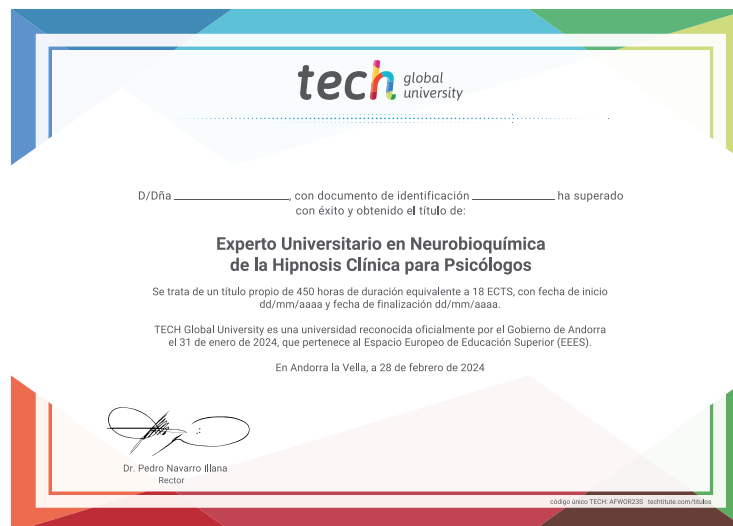 tech global
university
D/Dña ____________________, con documento de identificación ______________ ha superado
con éxito y obtenido el título de:
Experto Universitario en Neurobioquímica
de la Hipnosis Clínica para Psicólogos
Se trata de un título propio de 450 horas de duración equivalente a 18 ECTS, con fecha de inicio
dd/mm/aaaa y fecha de finalización dd/mm/aaaa.
TECH Global University es una universidad reconocida oficialmente por el Gobierno de Andorra
el 31 de enero de 2024, que pertenece al Espacio Europeo de Educación Superior (EEES).
En Andorra la Vella, a 28 de febrero de 2024
Dr. Pedro Navarro Illana
Rector
código único TECH: AFWOR23S techtitute.com/titulos